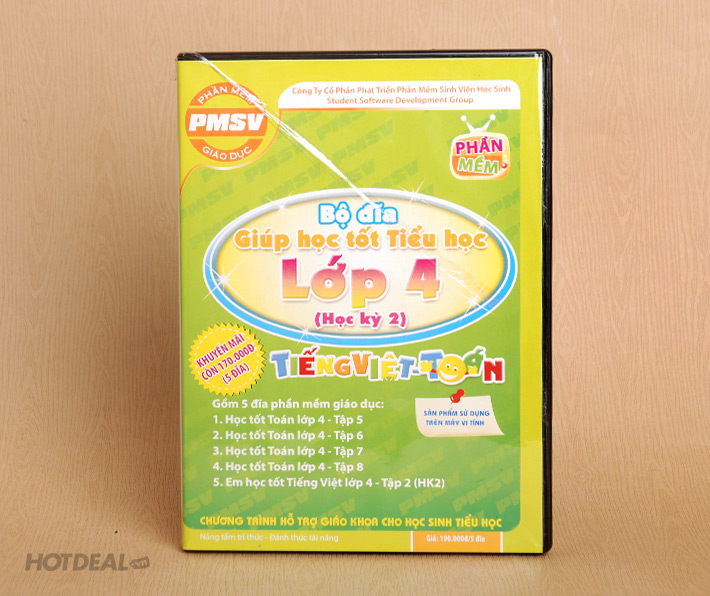 PHẦN MỀM
PMSV
GIÁO DỤC
Công Ty Cổ Phần Phát Triển Phần Mềm Sinh Viên Học Sinh
Student Software Development Group
PHẦN
MỀM
Bộ đĩa
Giúp học tốt Tiểu học
Lớp 4
(Học kỳ 2)
KHUYẾN MÃI
CÒN 170.000Đ
(5 ĐĨA)
TIẾNG VIỆT-TOÁN
Gồm 5 đĩa phần mềm giáo dục:
1. Học tốt Toán lớp 4 - Tập 5
2. Học tốt Toán lớp 4 - Tập 6
3. Học tốt Toán lớp 4 - Tập 7
4. Học tốt Toán lớp 4 - Tập 8
5. Em học tốt Tiếng Việt lớp 4 - Tập 2 (HK2)
SẢN PHẨM SỬ DỤNG
TRÊN MÁY VI TÍNH
CHƯƠNG TRÌNH HỖ TRỢ GIÁO KHOA CHO HỌC SINH TIỂU HỌC
Nâng tầm tri thức - Đánh thức tài năng
Giá: 190.000đ/5 đĩa
HOTDEAL.vn